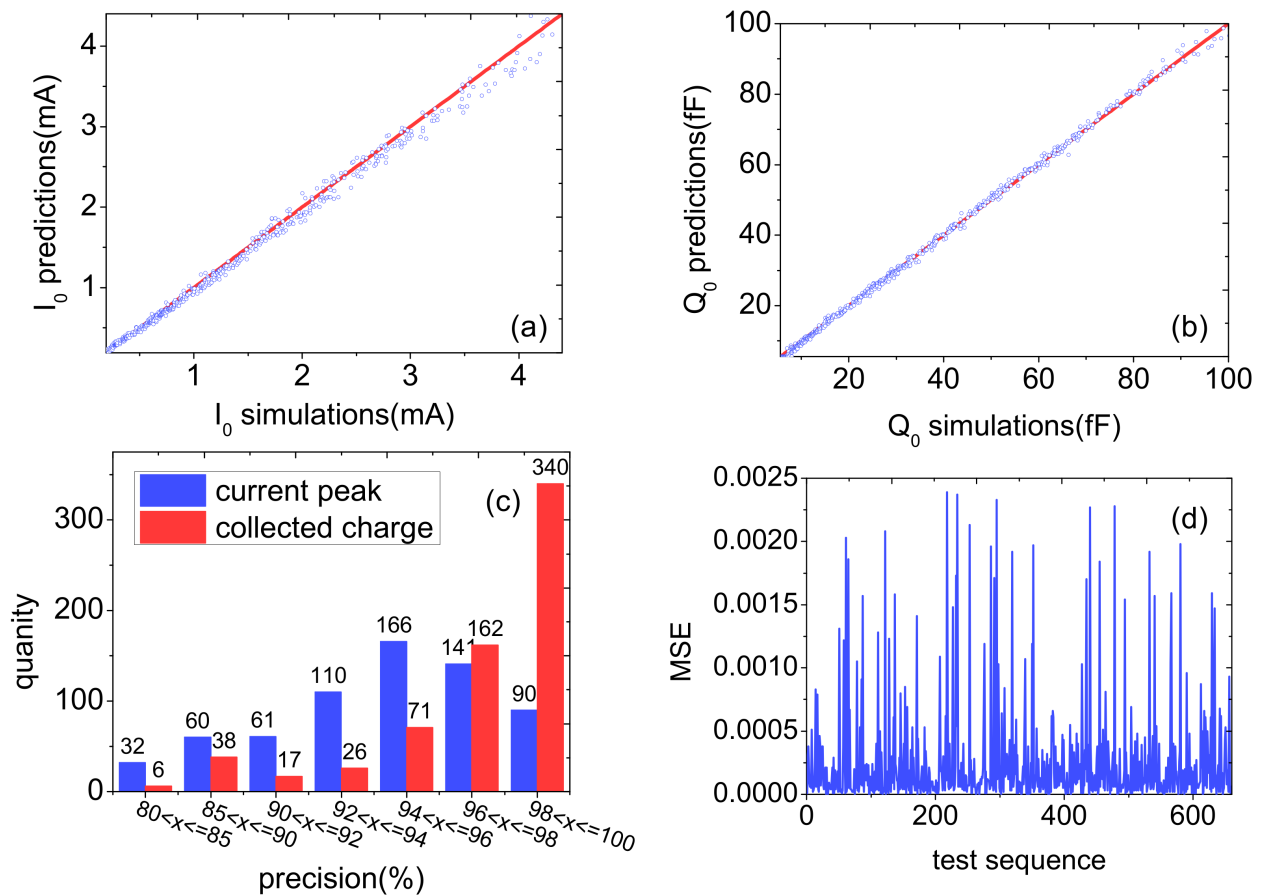 4
3
2
1
I₀ predictions(mA)
(a)
1 2 3 4
I₀ simulations(mA)
100
80
60
40
20
Q₀ predictions(fF)
(b)
20 40 60 80 100
Q₀ simulations(fF)
300
200
100
0
quanity
current peak
collected charge
(c)
32 6 60 38 61 17 110 26 166 71 141 162 90 340
80<x<=85 85<x<=90 90<x<=92 92<x<=94 94<x<=96 96<x<=98 98<x<=100
precision(%)
0.0025
0.0020
0.0015
0.0010
0.0005
0.0000
MSE
(d)
0 200 400 600
test sequence